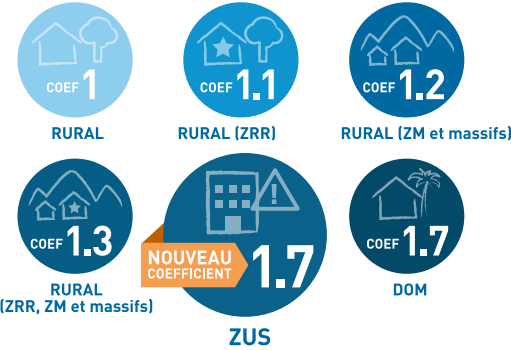 COEF 1
RURAL
COEF 1.1
RURAL (ZRR)
COEF 1.2
RURAL (ZM et massifs)
COEF 1.3
RURAL
(ZRR, ZM et massifs)
NOUVEAU
COEFFICIENT
1.7
ZUS
COEF 1.7
DOM